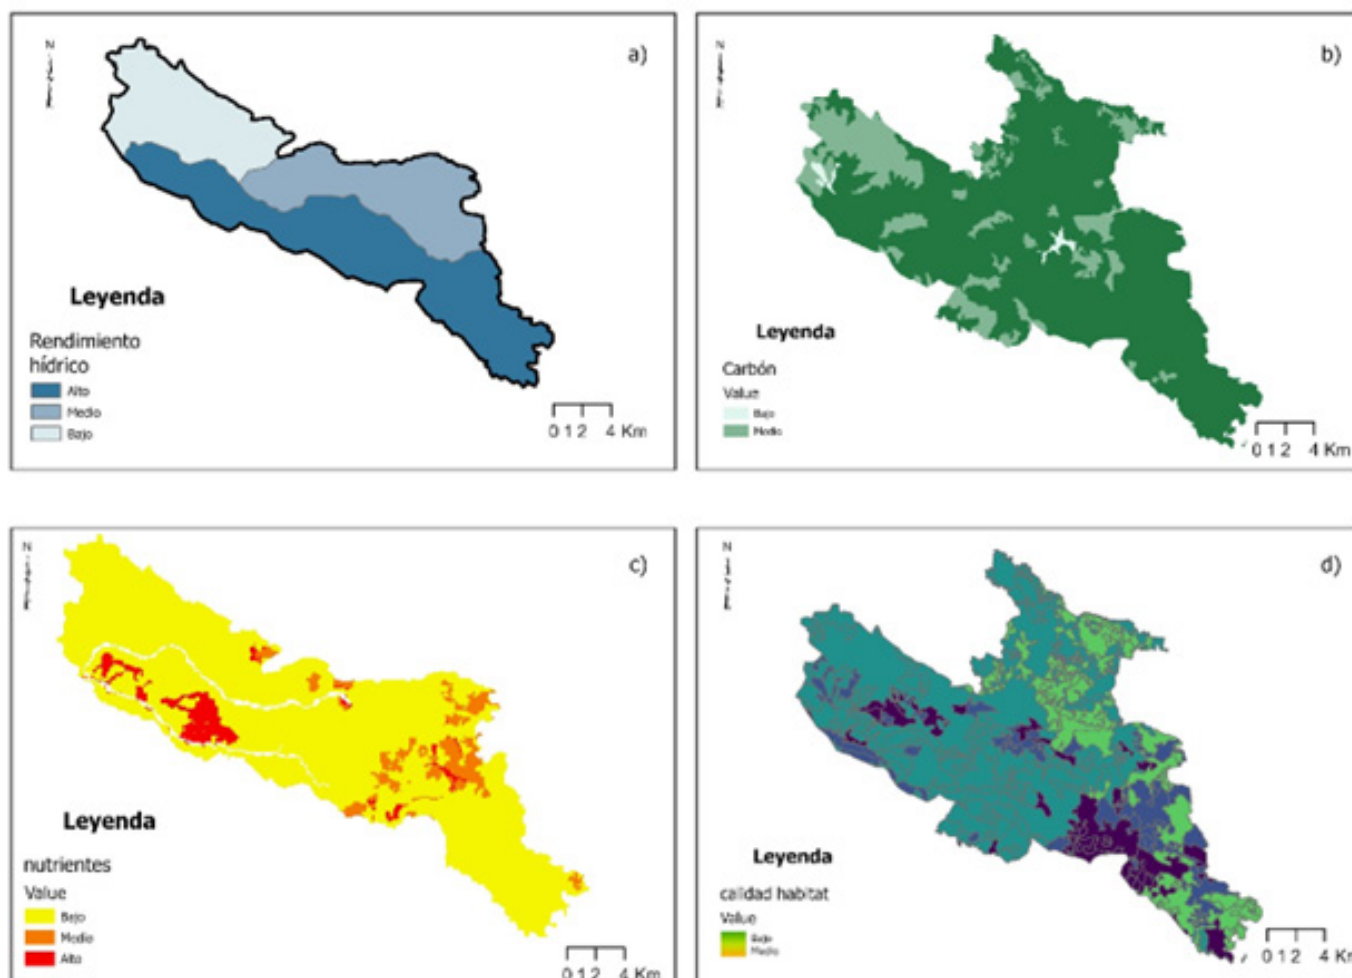 N
a)
Leyenda
Rendimiento
hídrico
Alto
Medio
Bajo
0 1 2 4 Km
N
b)
Leyenda
Carbón
Value
Bajo
Medio
0 1 2 4 Km
N
c)
Leyenda
nutrientes
Value
Bajo
Medio
Alto
0 1 2 4 Km
N
d)
Leyenda
calidad habitat
Value
Bajo
Medio
0 1 2 4 Km